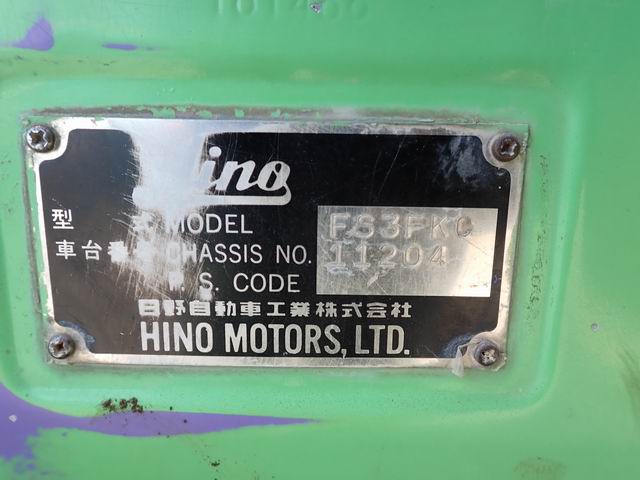 Hino
型 式 MODEL FS3FKC
車台番号 CHASSIS NO. 11204
M. S. CODE
日野自動車工業株式会社
HINO MOTORS, LTD.